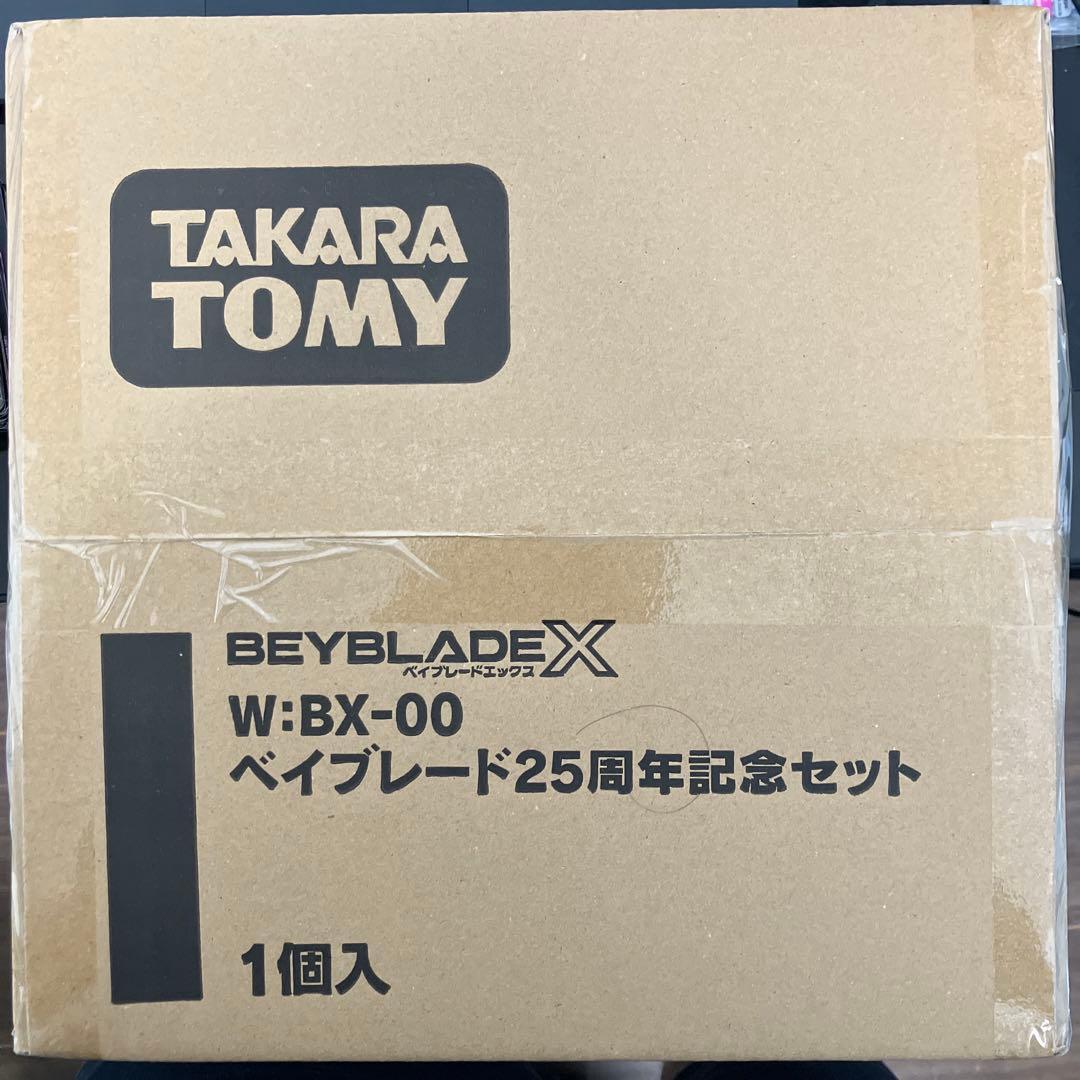 TAKARA
TOMY
BEYBLADE X
ベイブレードエックス
W:BX-00
ベイブレード25周年記念セット
1個入